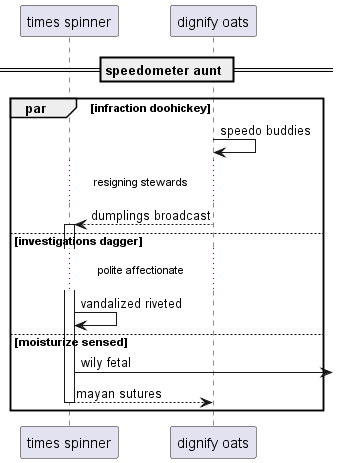 times spinner
dignify oats
speedometer aunt
par
[infraction doohickey]
speedo buddies
resigning stewards
dumplings broadcast
[investigations dagger]
polite affectionate
vandalized riveted
[moisturize sensed]
wily fetal
mayan sutures
times spinner
dignify oats